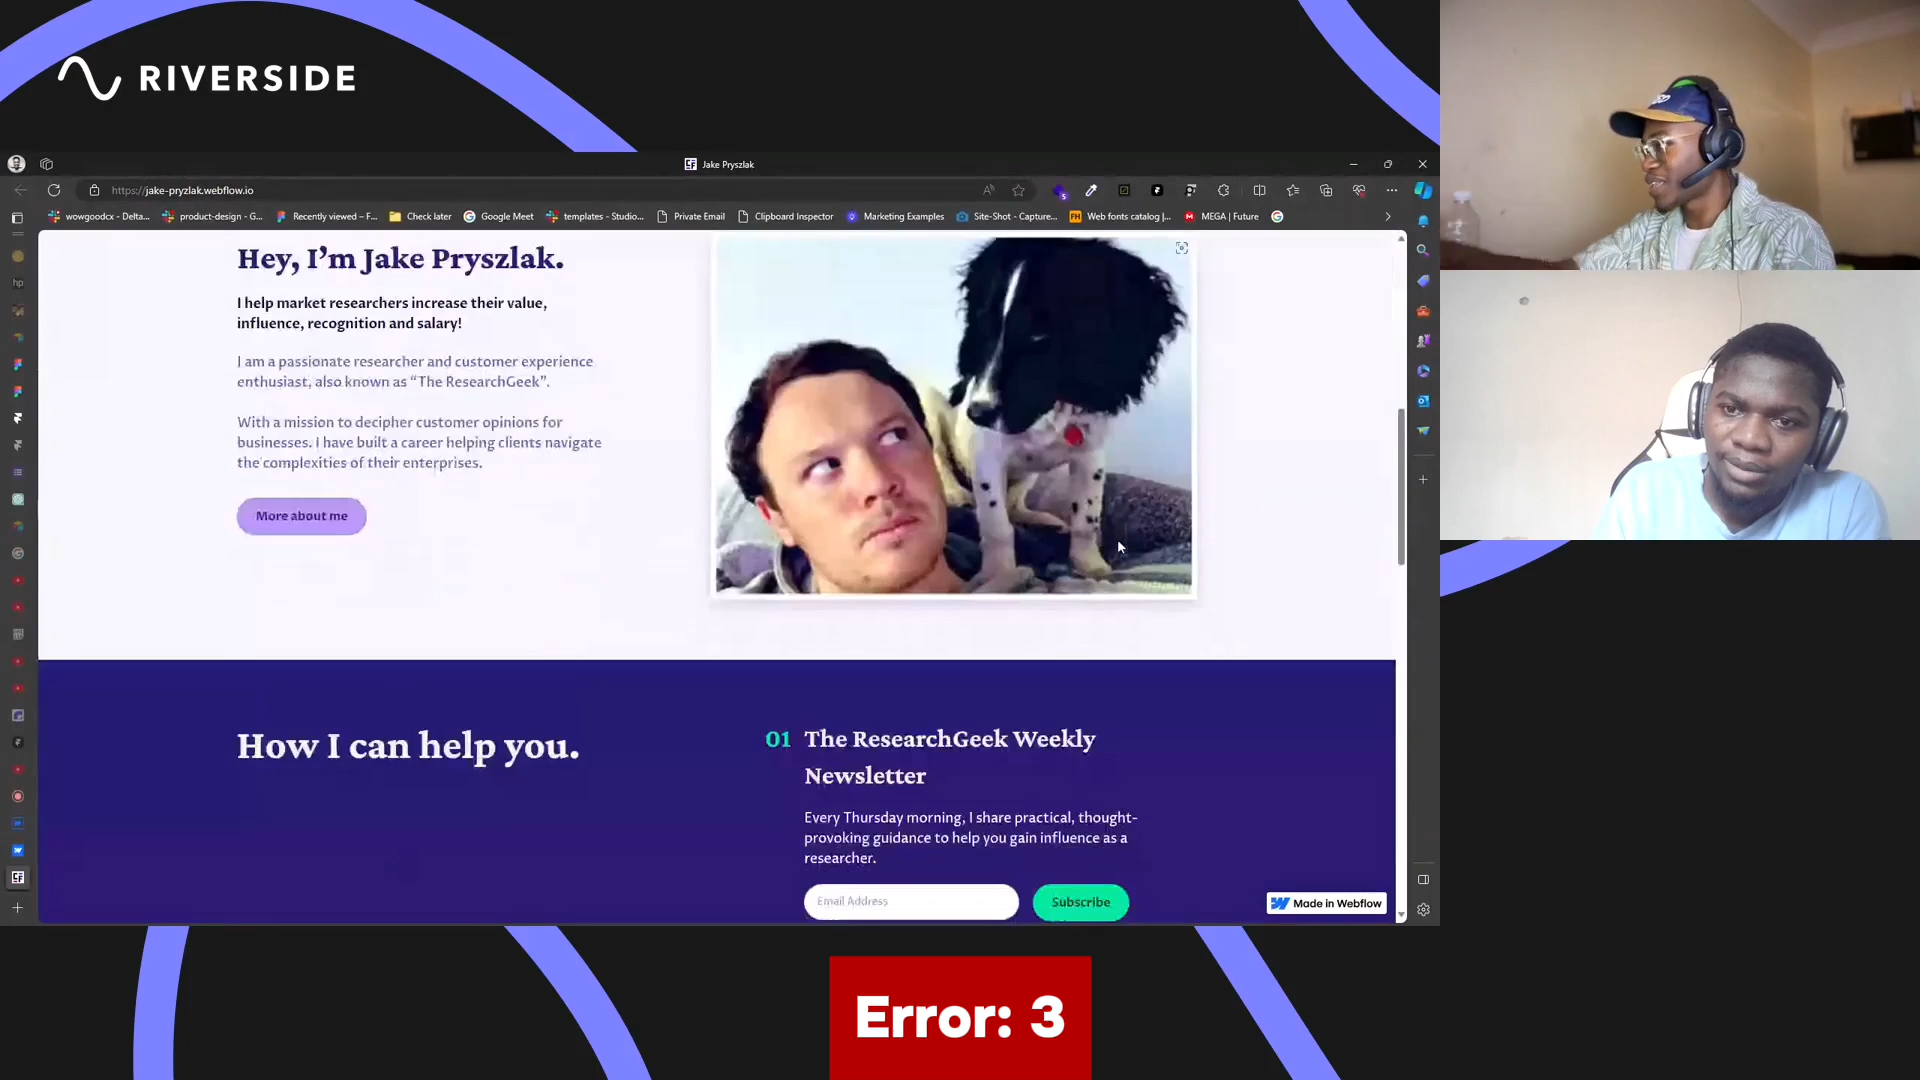 RIVERSIDE
Jake Pryszlak
https://jake-pryzlak.webflow.io
wowgoodcx - Delta...
product-design - G...
Recently viewed – F...
Check later
Google Meet
templates - Studio...
Private Email
Clipboard Inspector
Marketing Examples
Site-Shot - Capture...
Web fonts catalog |...
MEGA | Future
Hey, I’m Jake Pryszlak.
I help market researchers increase their value,
influence, recognition and salary!
I am a passionate researcher and customer experience
enthusiast, also known as “The ResearchGeek”.
With a mission to decipher customer opinions for
businesses. I have built a career helping clients navigate
the complexities of their enterprises.
More about me
How I can help you.
01 The ResearchGeek Weekly
Newsletter
Every Thursday morning, I share practical, thought-
provoking guidance to help you gain influence as a
researcher.
Email Address
Subscribe
Made in Webflow
Error: 3